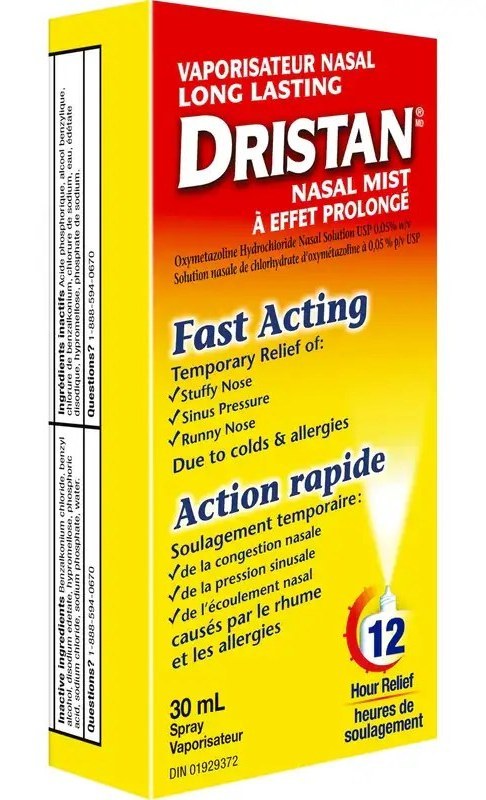 VAPORISATEUR NASAL
LONG LASTING
DRISTAN® MD
NASAL MIST
À EFFET PROLONGÉ
Oxymetazoline Hydrochloride Nasal Solution USP 0.05% w/v
Solution nasale de chlorhydrate d'oxymétazoline à 0,05 % p/v USP
Fast Acting
Temporary Relief of:
✓Stuffy Nose
✓Sinus Pressure
✓Runny Nose
Due to colds & allergies
Action rapide
Soulagement temporaire:
✓de la congestion nasale
✓de la pression sinusale
✓de l'écoulement nasal
causés par le rhume
et les allergies
12
Hour Relief
heures de
soulagement
30 mL
Spray
Vaporisateur
DIN 01929372
Ingrédients inactifs Acide phosphorique, alcool benzylique,
chlorure de benzalkonium, chlorure de sodium, eau, édétate
disodique, hypromellose, phosphate de sodium.
Questions? 1-888-594-0670
Inactive ingredients Benzalkonium chloride, benzyl
alcohol, disodium edetate, hypromellose, phosphoric
acid, sodium chloride, sodium phosphate, water.
Questions? 1-888-594-0670